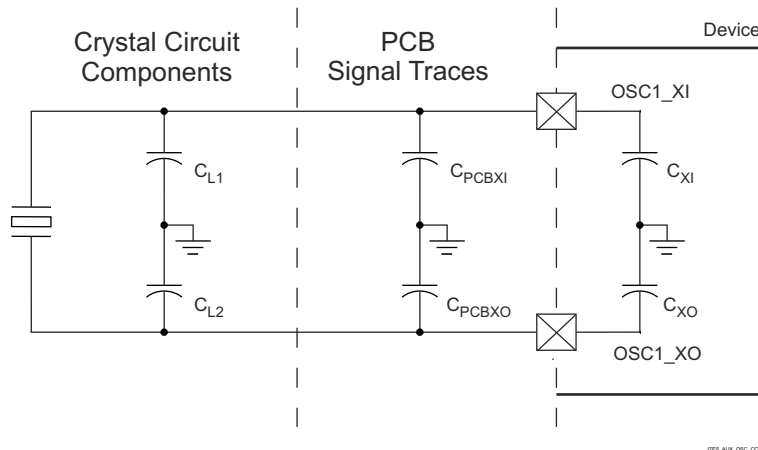 Device
Crystal Circuit
Components
PCB
Signal Traces
OSC1_XI
C_L1
C_PCBXI
C_XI
C_L2
C_PCBXO
C_XO
OSC1_XO